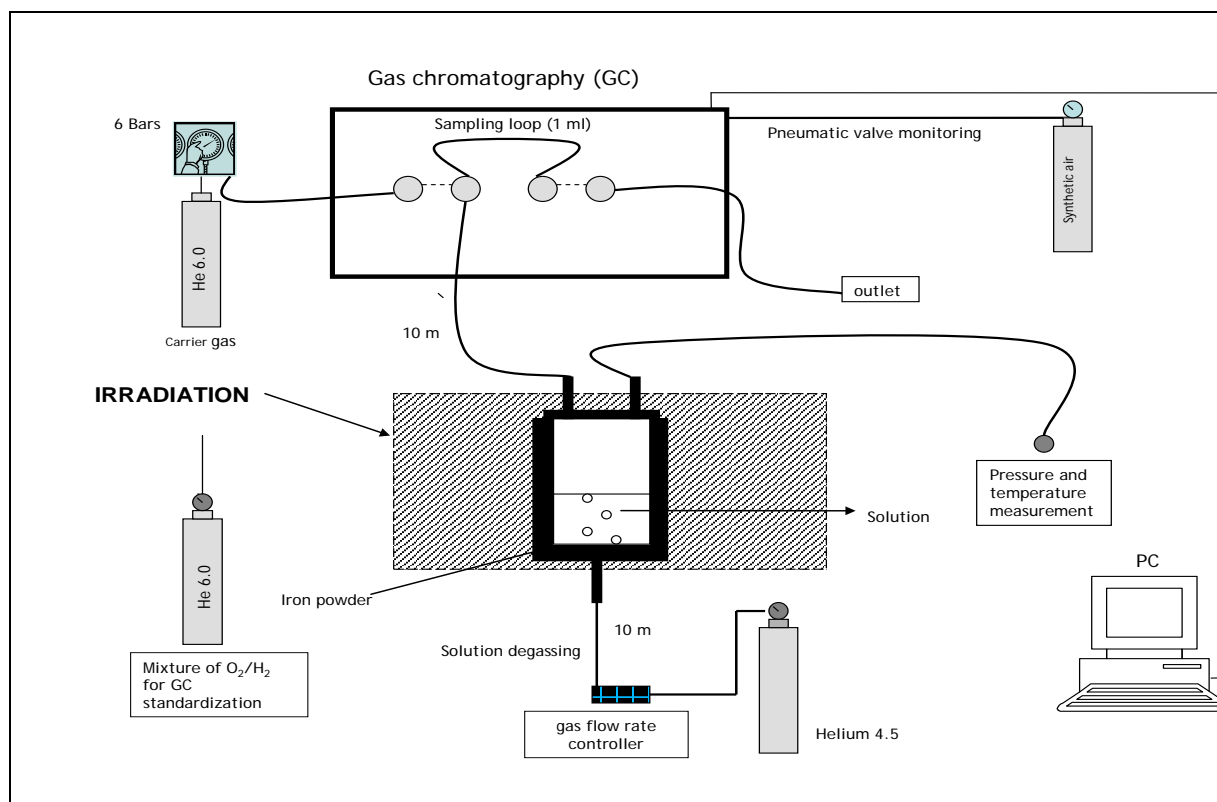 Gas chromatography (GC)
6 Bars
Sampling loop (1 ml)
Pneumatic valve monitoring
Synthetic air
He 6.0
Carrier gas
outlet
10 m
IRRADIATION
Pressure and
temperature
measurement
Solution
He 6.0
Iron powder
PC
10 m
Solution degassing
Mixture of O2/H2
for GC
standardization
gas flow rate
controller
Helium 4.5